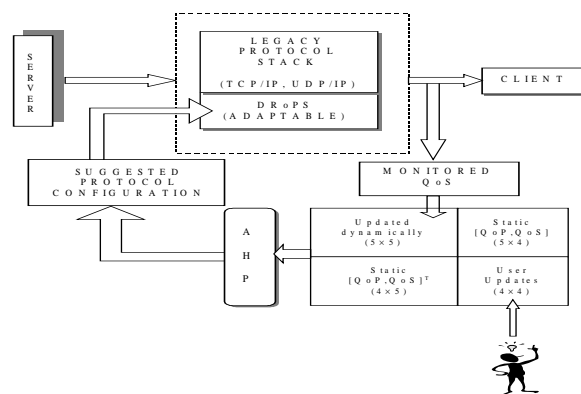 SERVER
LEGACY
PROTOCOL
STACK
(TCP/IP, UDP/IP)
DRoPS
(ADAPTABLE)
CLIENT
SUGGESTED
PROTOCOL
CONFIGURATION
MONITORED
QoS
AHP
Updated
dynamically
(5×5)
Static
[QoP,QoS]
(5×4)
Static
[QoP,QoS]ᵀ
(4×5)
User
Updates
(4×4)